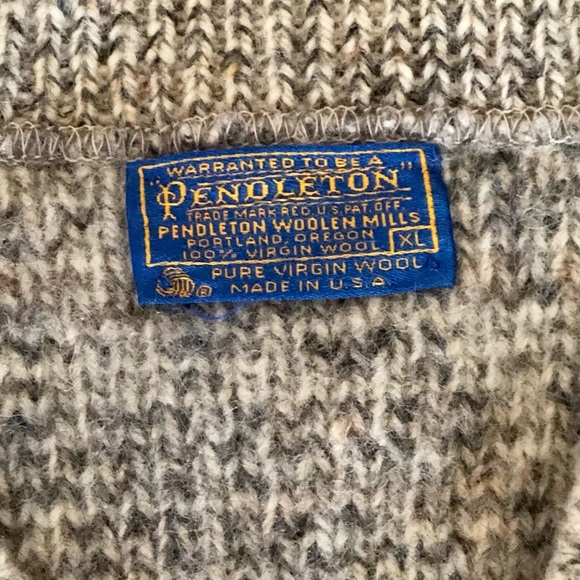 WARRANTED TO BE A
"PENDLETON"
TRADE MARK REG. U.S. PAT. OFF.
PENDLETON WOOLEN MILLS
PORTLAND, OREGON
100% VIRGIN WOOL XL
PURE VIRGIN WOOL
® MADE IN U.S.A.